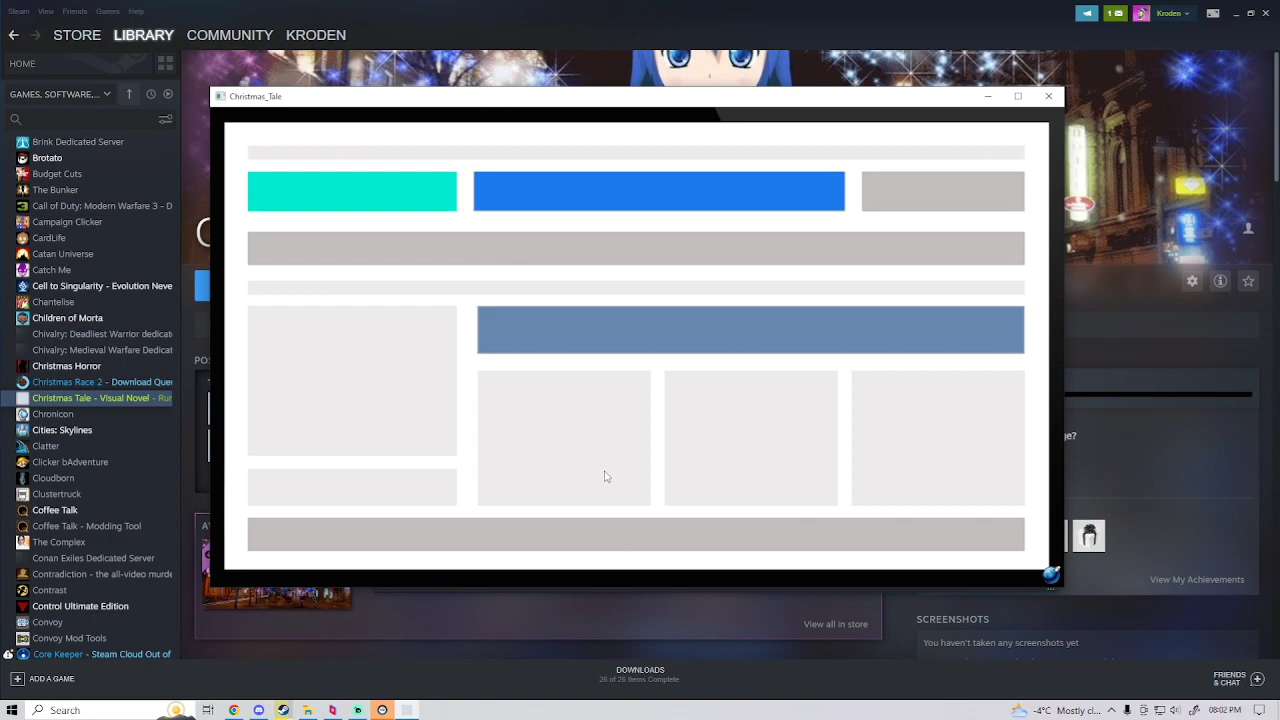 Steam View Friends Games Help
1
Kroden
STORE LIBRARY COMMUNITY KRODEN
HOME
GAMES, SOFTWARE...
Christmas_Tale
Brink Dedicated Server
Brotato
Budget Cuts
The Bunker
Call of Duty: Modern Warfare 3 -
Campaign Clicker
CardLife
Catan Universe
Catch Me
Cell to Singularity - Evolution Neve
Chantelise
Children of Morta
Chivalry: Deadliest Warrior dedicat
Chivalry: Medieval Warfare Dedicat
Christmas Horror
Christmas Race 2 - Download Que
Christmas Tale - Visual Novel - Run
Chronicon
Cities: Skylines
Clatter
Clicker bAdventure
Cloudborn
Clustertruck
Coffee Talk
Coffee Talk - Modding Tool
The Complex
Conan Exiles Dedicated Server
Contradiction - the all-video murde
Contrast
Control Ultimate Edition
Convoy
Convoy Mod Tools
Core Keeper - Steam Cloud Out of
C
POS
ge?
View My Achievements
View all in store
SCREENSHOTS
You haven't taken any screenshots yet
ADD A GAME
DOWNLOADS
26 of 26 Items Complete
FRIENDS
& CHAT
Search
-4°C Mostly cl...
08:02 PM